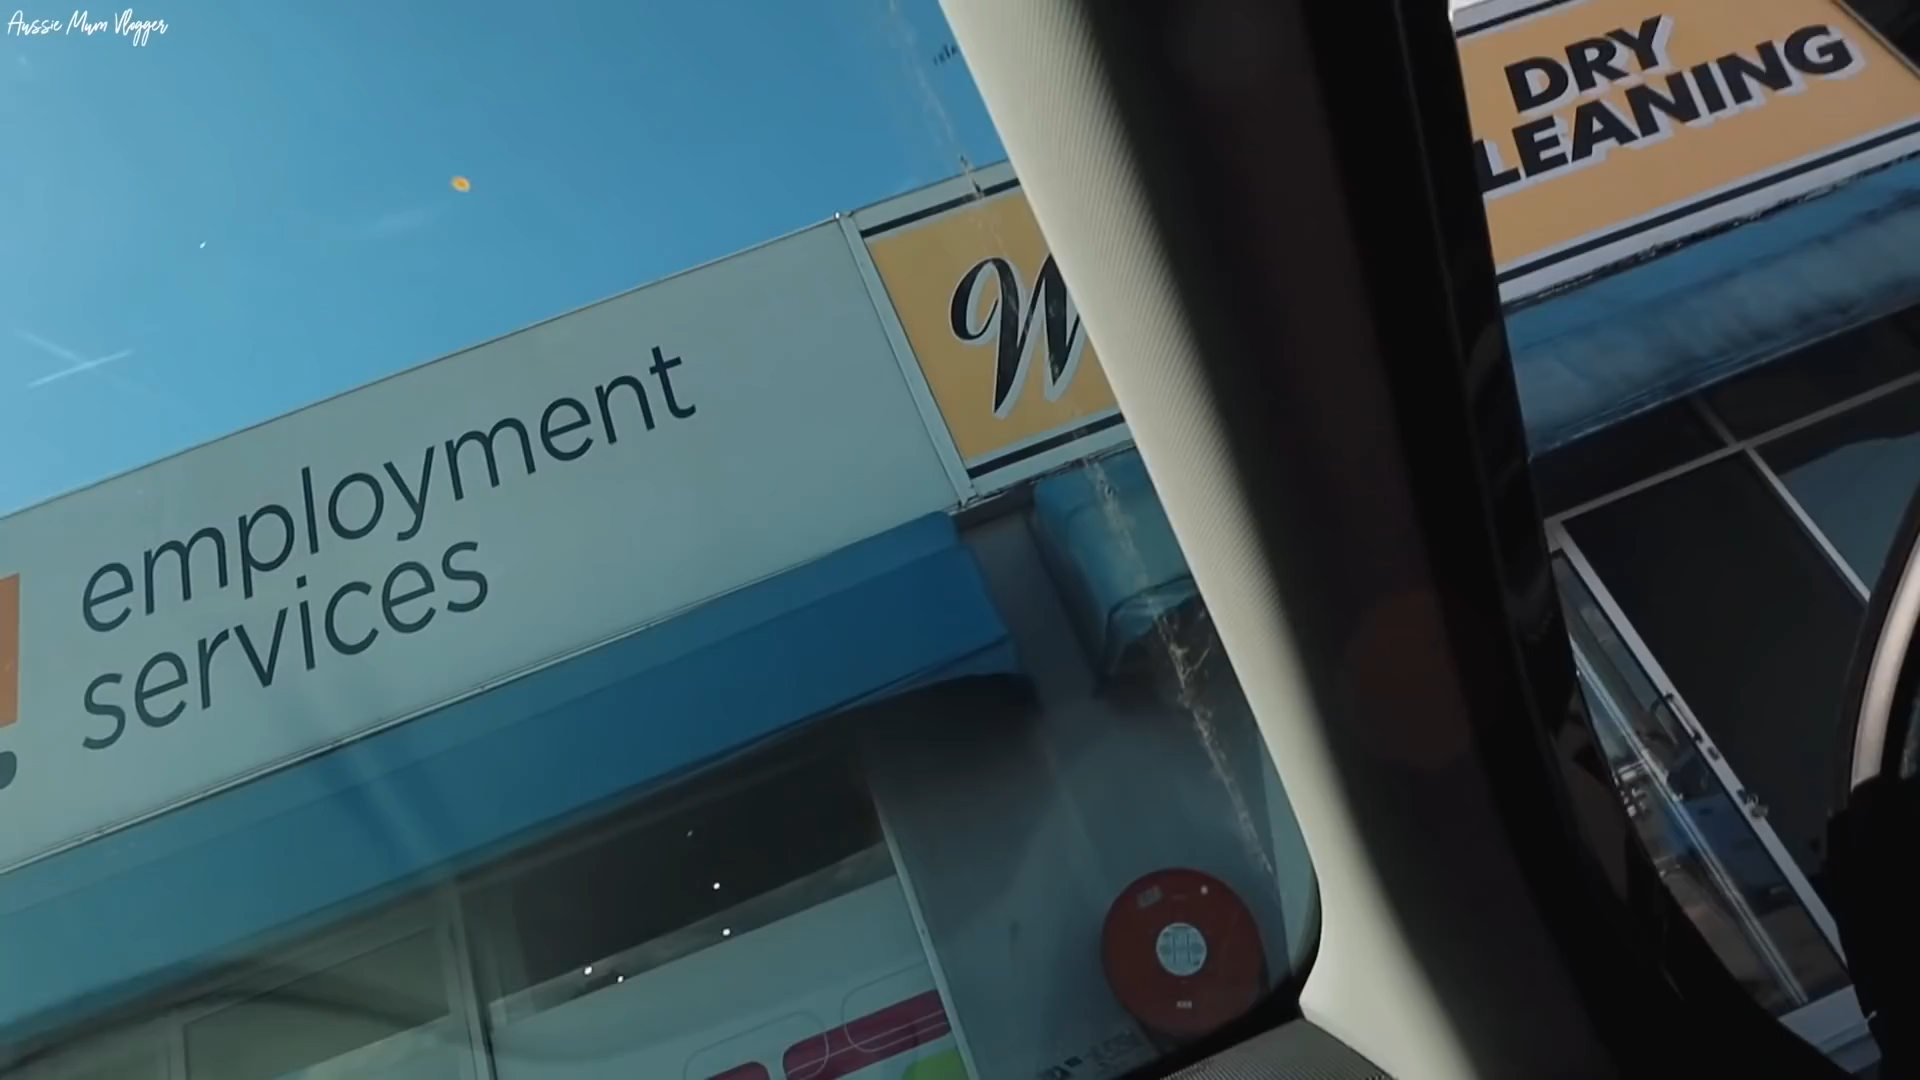 Aussie Mum Vlogger
employment
services
W
DRY
LEANING